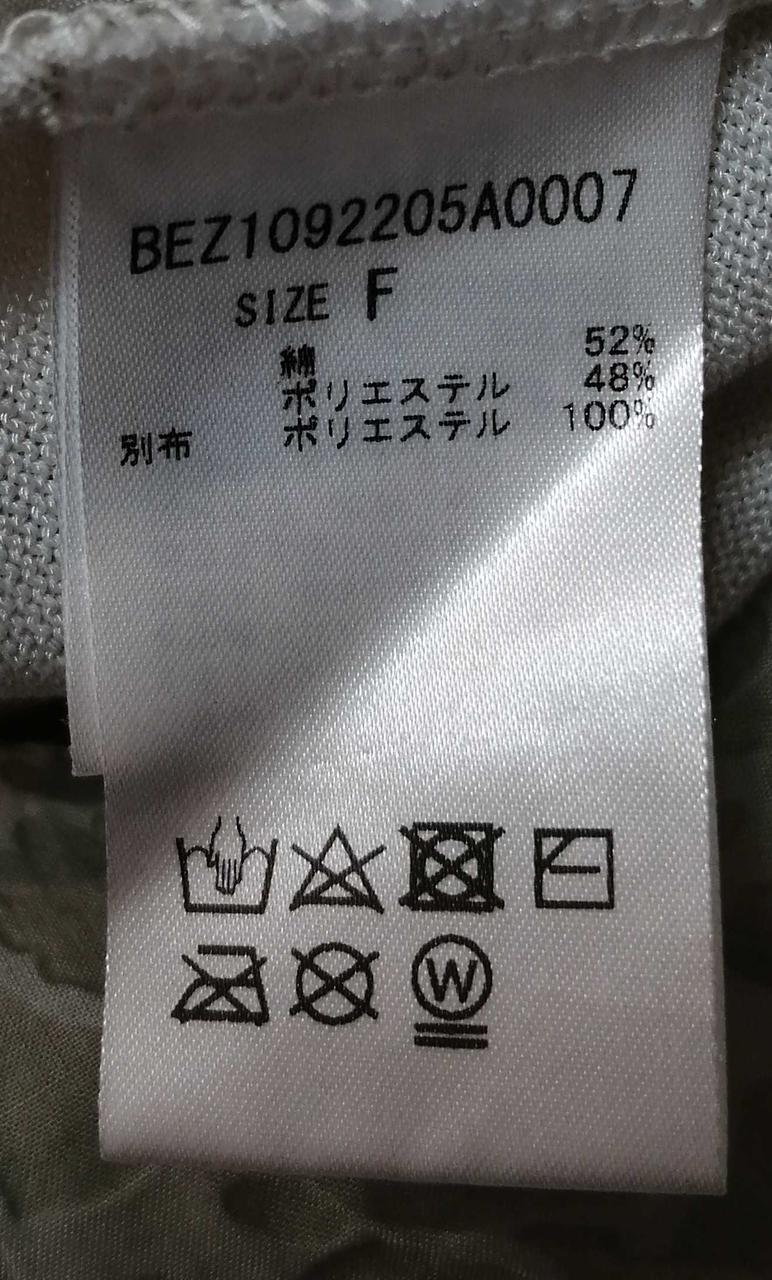 BEZ1092205A0007
SIZE F
綿 52%
ポリエステル 48%
別布 ポリエステル 100%
W